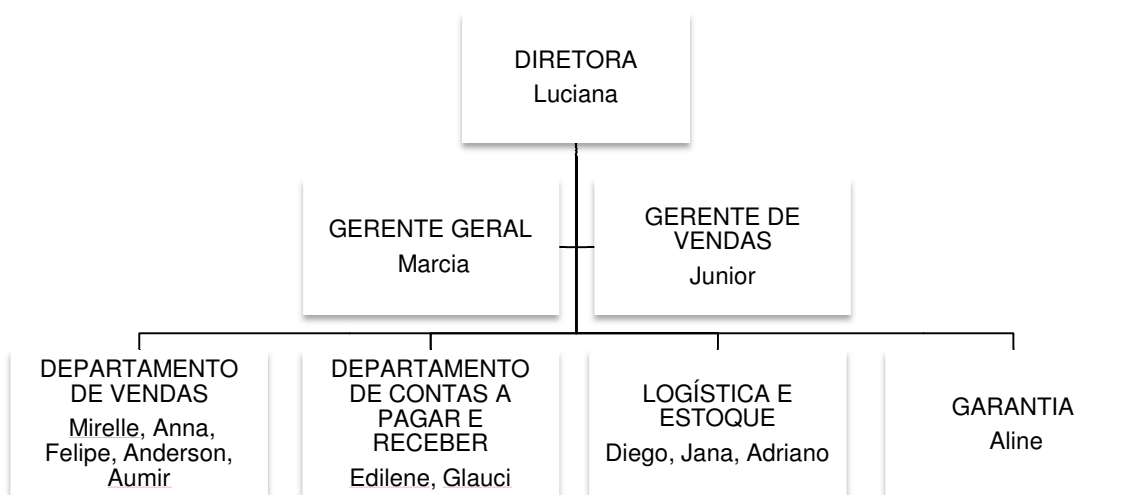 DIRETORA
Luciana
GERENTE GERAL
Marcia
GERENTE DE
VENDAS
Junior
DEPARTAMENTO
DE VENDAS
Mirelle, Anna,
Felipe, Anderson,
Aumir
DEPARTAMENTO
DE CONTAS A
PAGAR E
RECEBER
Edilene, Glauci
LOGÍSTICA E
ESTOQUE
Diego, Jana, Adriano
GARANTIA
Aline